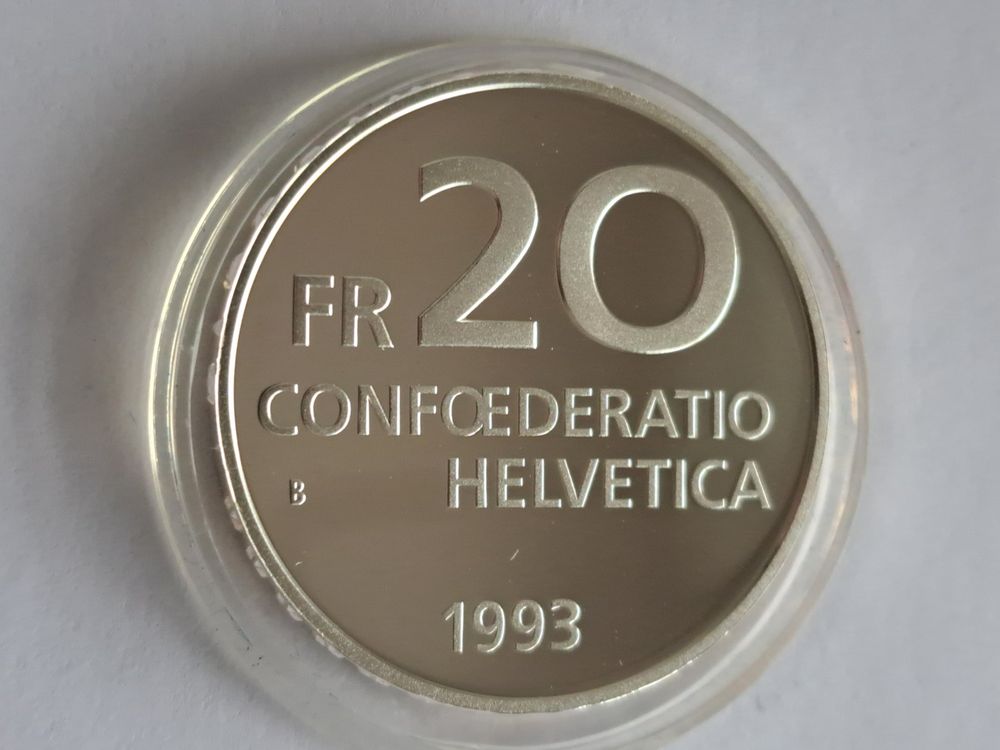 FR 20
CONFŒDERATIO
B HELVETICA
1993